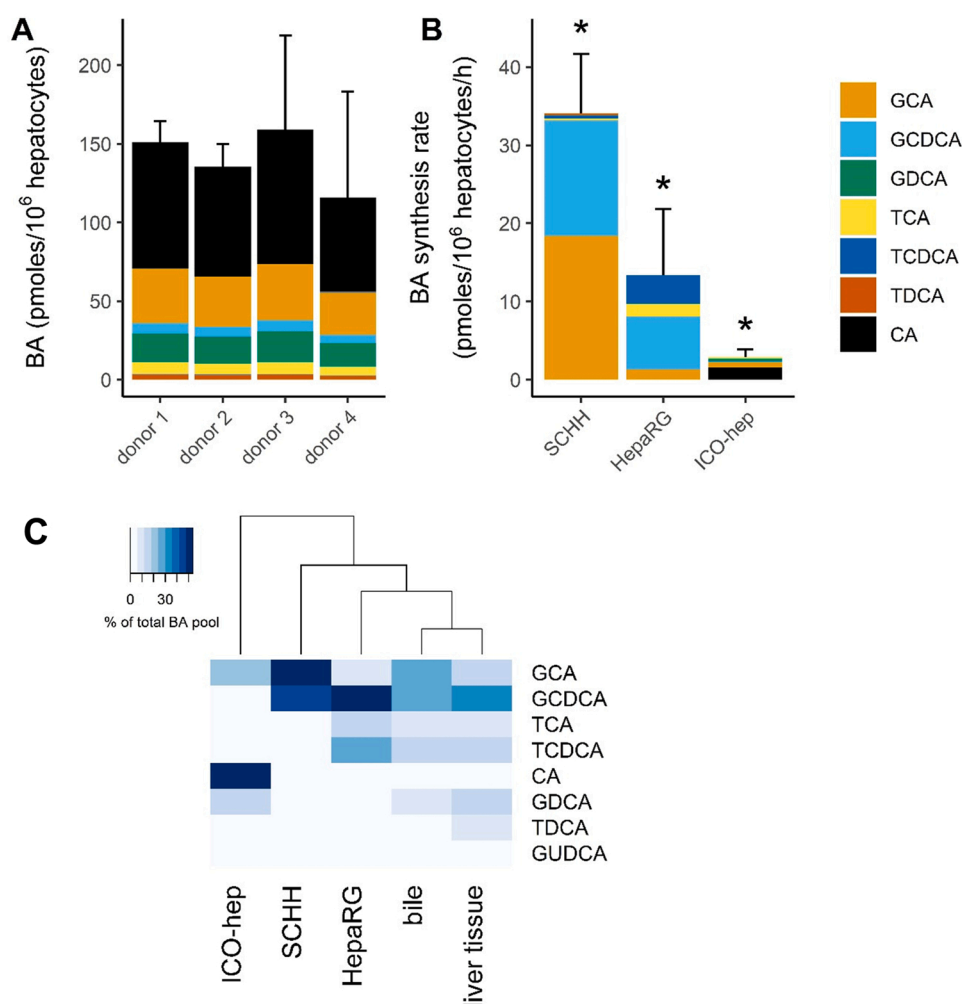 A
BA (pmoles/10⁶ hepatocytes)
200
150
100
50
0
donor 1
donor 2
donor 3
donor 4
B
BA synthesis rate
(pmoles/10⁶ hepatocytes/h)
40
30
20
10
0
*
*
*
SCHH
HepaRG
ICO-hep
GCA
GCDCA
GDCA
TCA
TCDCA
TDCA
CA
C
0 30
% of total BA pool
GCA
GCDCA
TCA
TCDCA
CA
GDCA
TDCA
GUDCA
ICO-hep
SCHH
HepaRG
bile
iver tissue